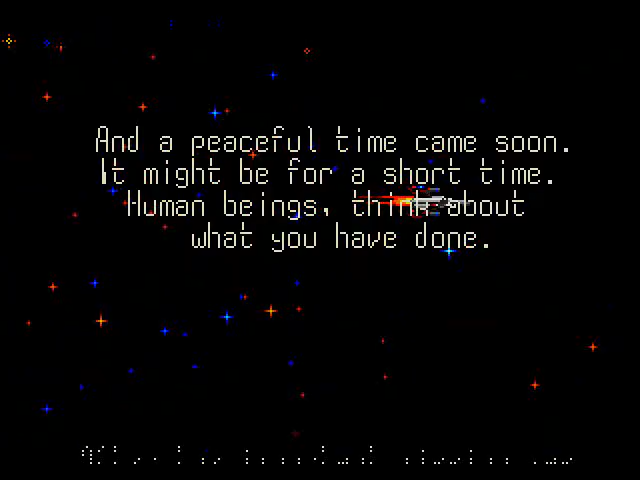 And a peaceful time came soon.
It might be for a short time.
Human beings, think about
what you have done.